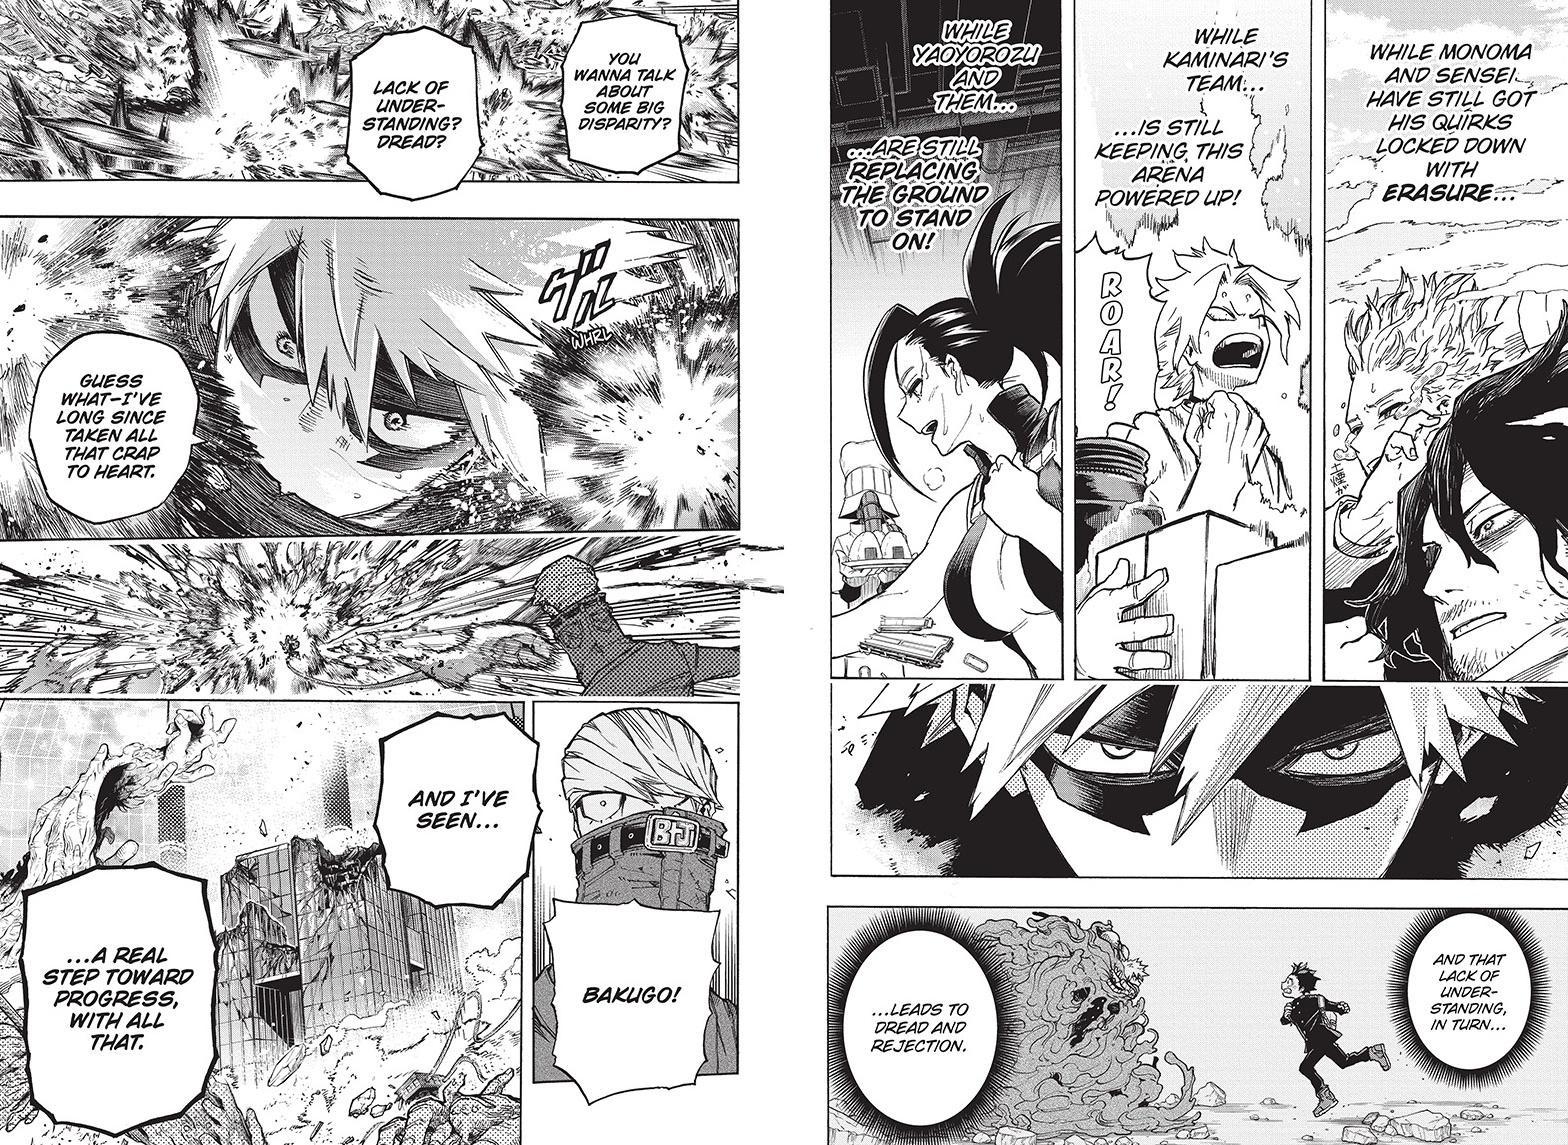 WHILE MONOMA
AND SENSEI
HAVE STILL GOT
HIS QUIRKS
LOCKED DOWN
WITH
ERASURE...
WHILE
KAMINARI'S
TEAM...
...IS STILL
KEEPING THIS
ARENA
POWERED UP!
ROAR!
WHILE
YAOYOROZU
AND
THEM...
...ARE STILL
REPLACING
THE GROUND
TO STAND
ON!
AND THAT
LACK OF
UNDER-
STANDING,
IN TURN...
...LEADS TO
DREAD AND
REJECTION.
YOU
WANNA TALK
ABOUT
SOME BIG
DISPARITY?
LACK OF
UNDER-
STANDING?
DREAD?
グルル
WHRL
GUESS
WHAT–I'VE
LONG SINCE
TAKEN ALL
THAT CRAP
TO HEART.
B+J
BAKUGO!
AND I'VE
SEEN...
...A REAL
STEP TOWARD
PROGRESS,
WITH ALL
THAT.